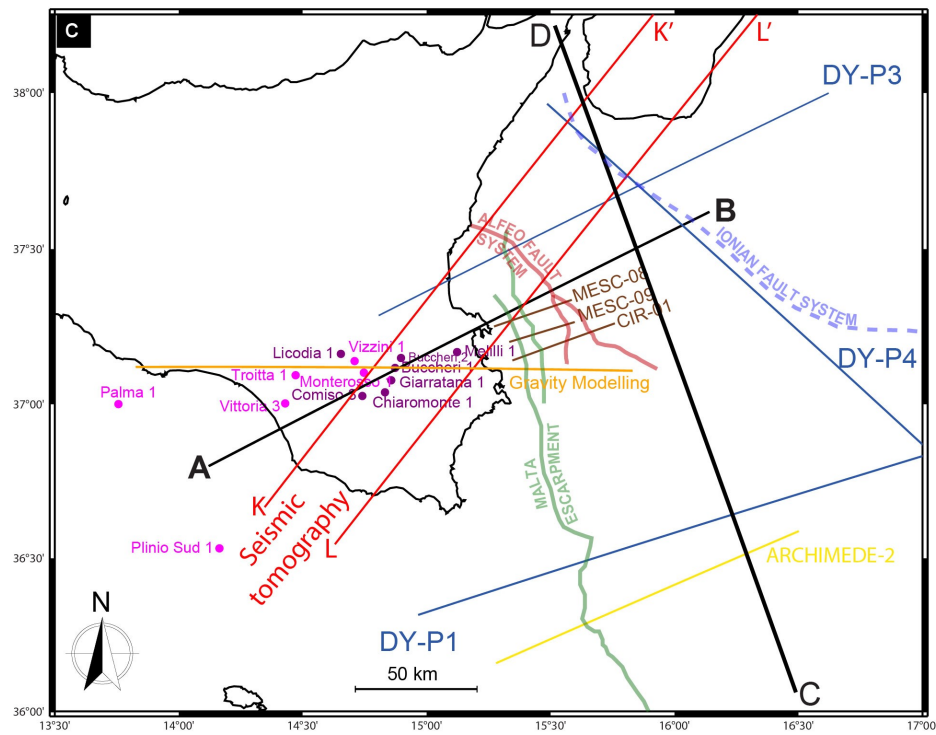 C
D
K'
L'
38°00'
DY-P3
B
ALFEO FAULT
SYSTEM
IONIAN FAULT SYSTEM
37°30'
MESC-08
MESC-09
CIR-01
Licodia 1
Vizzini 1
Buccheri 2
Melilli 1
DY-P4
Troitta 1
Monterosso 1
Buccheri 1
Giarratana 1
Gravity Modelling
Palma 1
Comiso 3
Chiaromonte 1
Vittoria 3
37°00'
A
MALTA
ESCARPMENT
K
Seismic
tomography
L
Plinio Sud 1
36°30'
ARCHIMEDE-2
N
DY-P1
50 km
C
36°00'
13°30'
14°00'
14°30'
15°00'
15°30'
16°00'
16°30'
17°00'